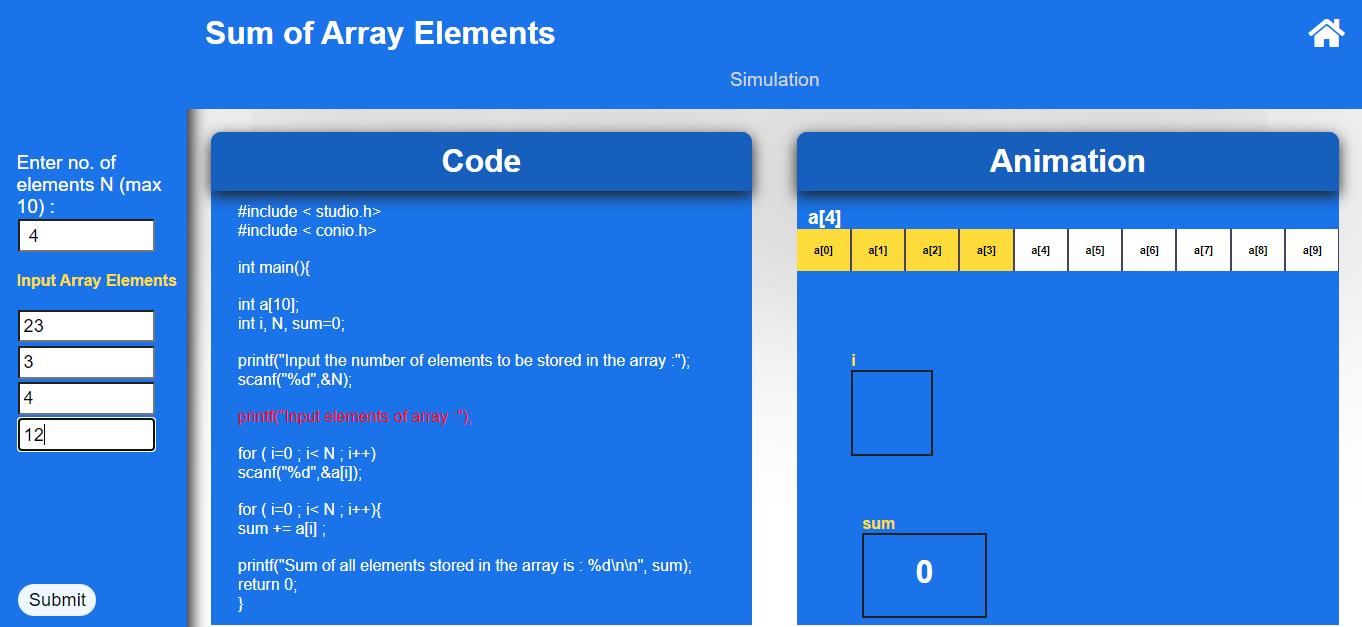 Sum of Array Elements
Simulation
Enter no. of
elements N (max
10) :
4
Input Array Elements
23
3
4
12
Submit
Code
#include < studio.h>
#include < conio.h>
int main(){
int a[10];
int i, N, sum=0;
printf("Input the number of elements to be stored in the array :");
scanf("%d",&N);
printf("Input elements of array :");
for ( i=0 ; i< N ; i++)
scanf("%d",&a[i]);
for ( i=0 ; i< N ; i++){
sum += a[i] ;
printf("Sum of all elements stored in the array is : %d\n\n", sum);
return 0;
}
Animation
a[4]
a[0] a[1] a[2] a[3] a[4] a[5] a[6] a[7] a[8] a[9]
i
sum
0